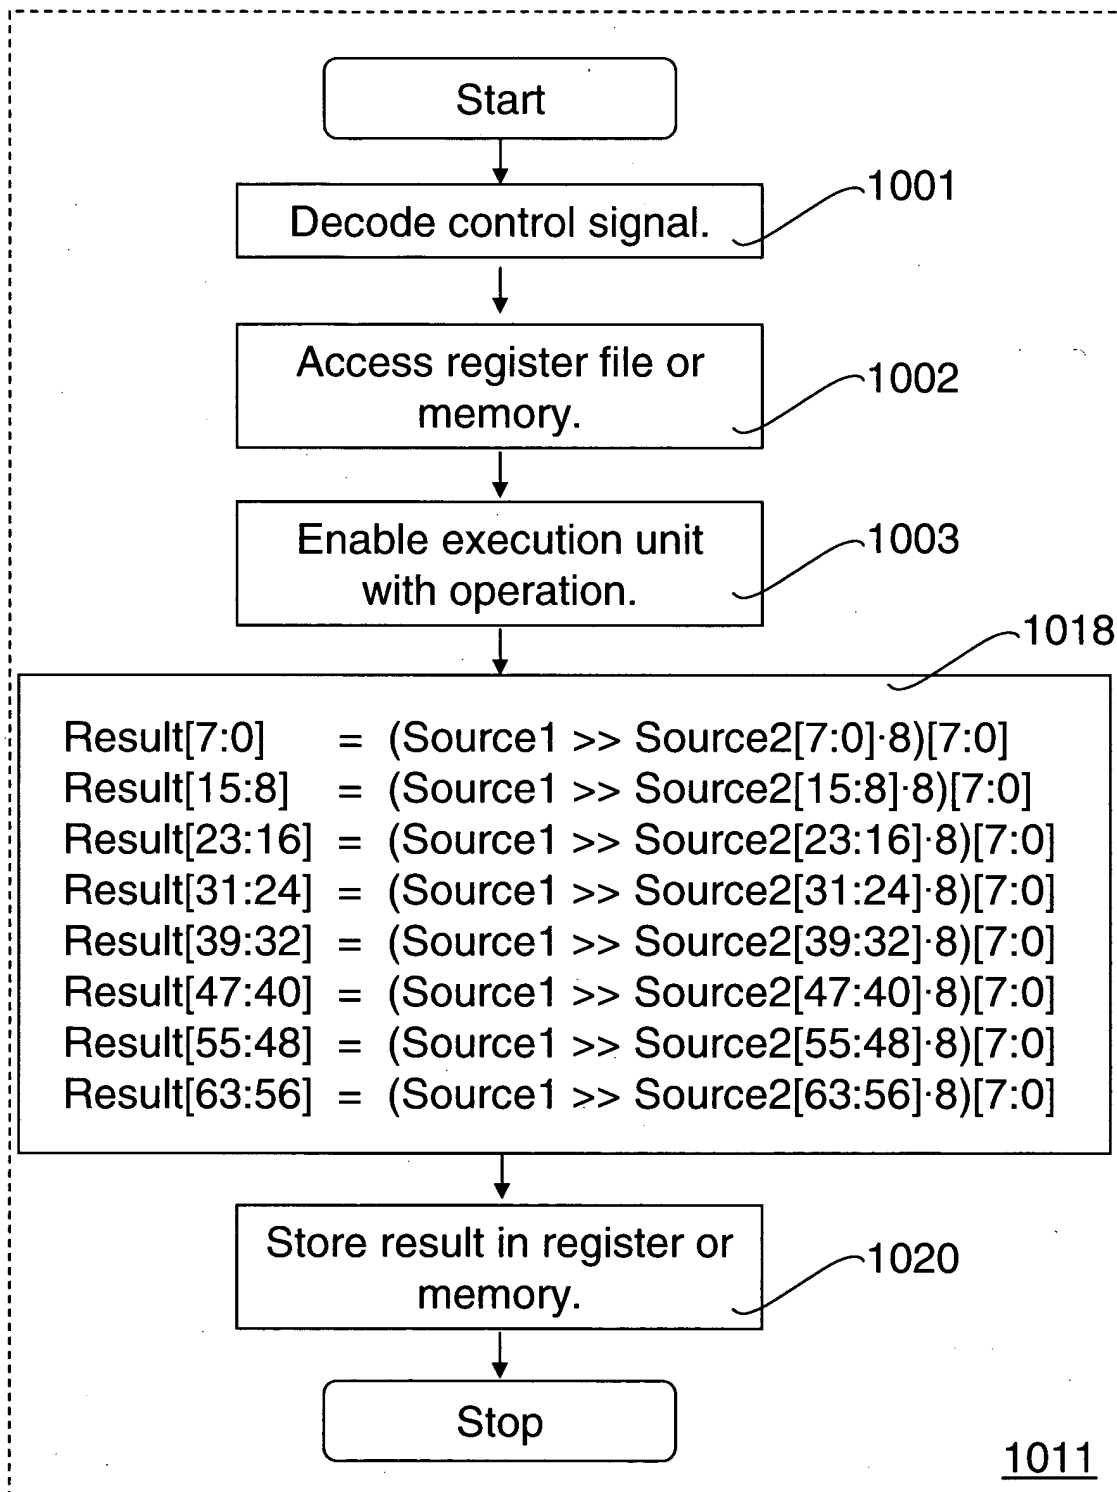 Start
1001
Decode control signal.
Access register file or
memory.
1002
Enable execution unit
with operation.
1003
1018
Result[7:0] = (Source1 >> Source2[7:0]·8)[7:0]
Result[15:8] = (Source1 >> Source2[15:8]·8)[7:0]
Result[23:16] = (Source1 >> Source2[23:16]·8)[7:0]
Result[31:24] = (Source1 >> Source2[31:24]·8)[7:0]
Result[39:32] = (Source1 >> Source2[39:32]·8)[7:0]
Result[47:40] = (Source1 >> Source2[47:40]·8)[7:0]
Result[55:48] = (Source1 >> Source2[55:48]·8)[7:0]
Result[63:56] = (Source1 >> Source2[63:56]·8)[7:0]
Store result in register or
memory.
1020
Stop
1011